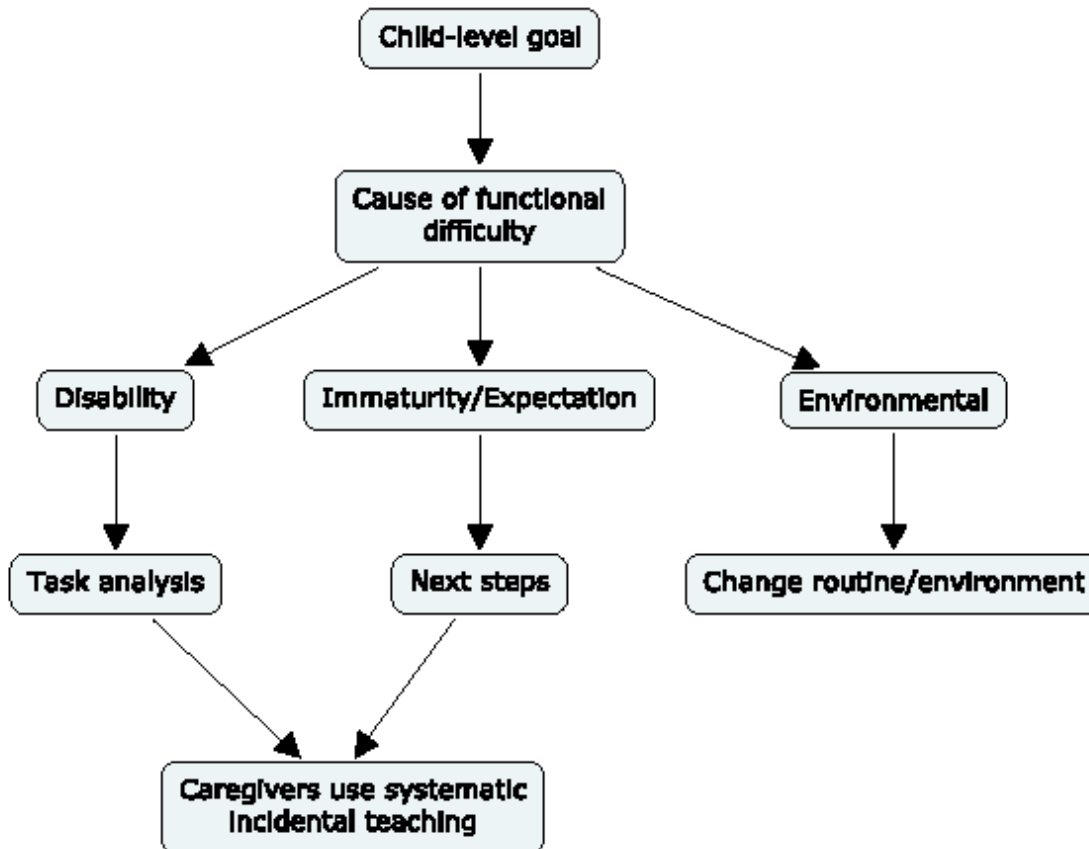 Child-level goal
Cause of functional
difficulty
Disability
Immaturity/Expectation
Environmental
Task analysis
Next steps
Change routine/environment
Caregivers use systematic
incidental teaching